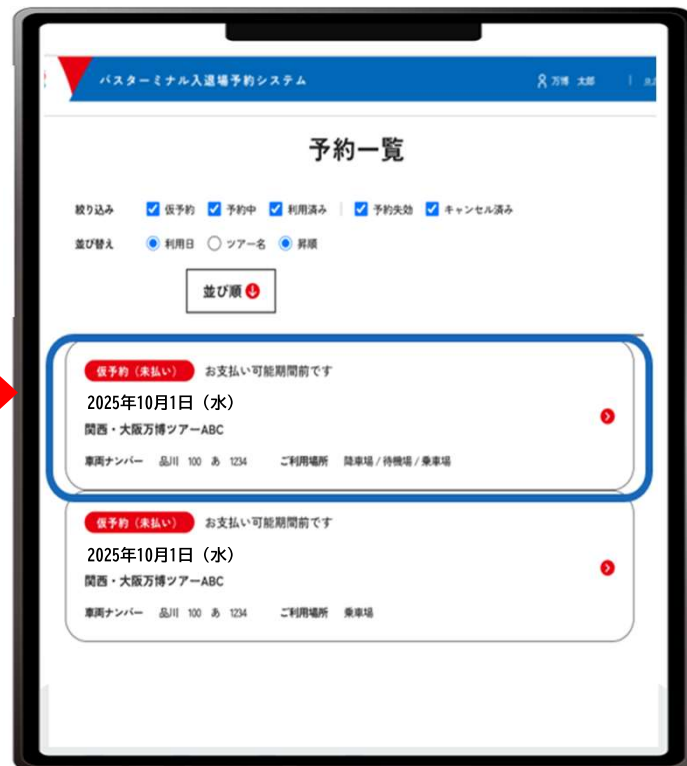 バスターミナル入退場予約システム 万博 太郎
予約一覧
絞り込み 仮予約 予約中 利用済み 予約失効 キャンセル済み
並び替え 利用日 ツアー名 昇順
並び順
仮予約（未払い） お支払い可能期間前です
2025年10月1日（水）
関西・大阪万博ツアーABC
車両ナンバー 品川 100 あ 1234 ご利用場所 降車場/待機場/乗車場
仮予約（未払い） お支払い可能期間前です
2025年10月1日（水）
関西・大阪万博ツアーABC
車両ナンバー 品川 100 あ 1234 ご利用場所 乗車場